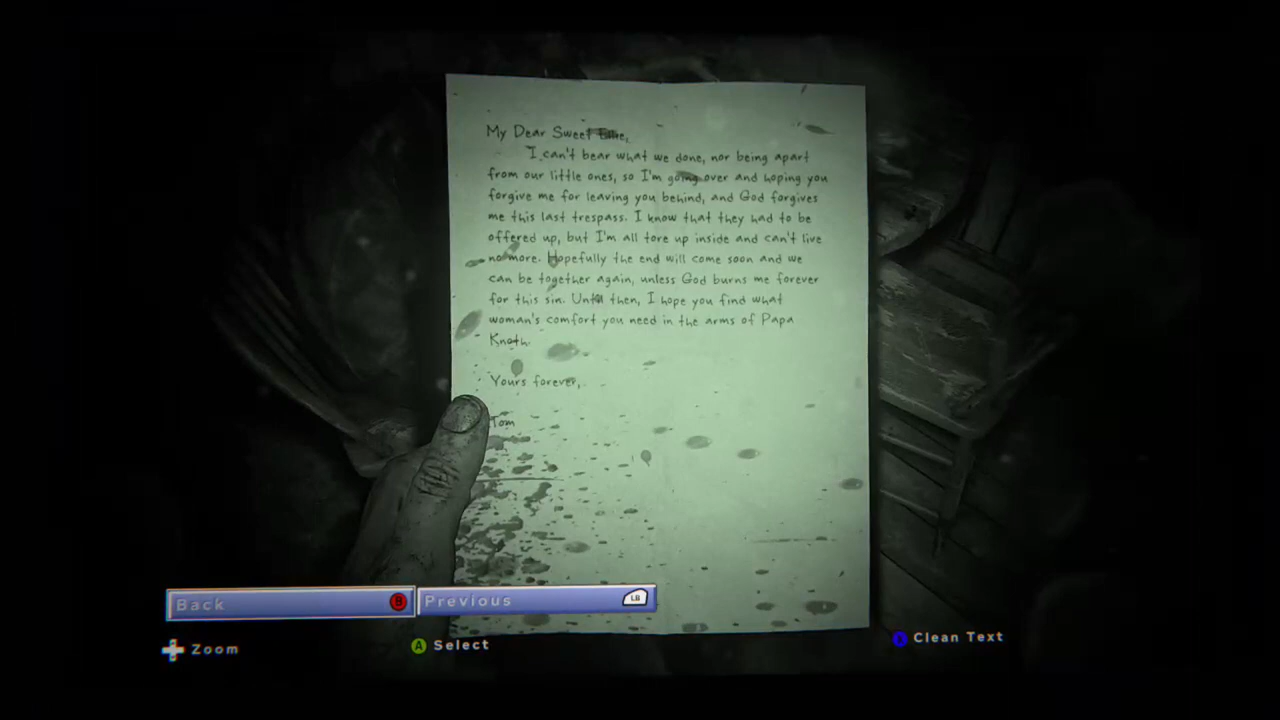 My Dear Sweet Ellie,
I can't bear what we done, nor being apart
from our little ones, so I'm going over and hoping you
forgive me for leaving you behind, and God forgives
me this last trespass. I know that they had to be
offered up, but I'm all tore up inside and can't live
no more. Hopefully the end will come soon and we
can be together again, unless God burns me forever
for this sin. Until then, I hope you find what
woman's comfort you need in the arms of Papa
Knoth.
Yours forever,
Tom
Back B Previous LB
Zoom A Select X Clean Text